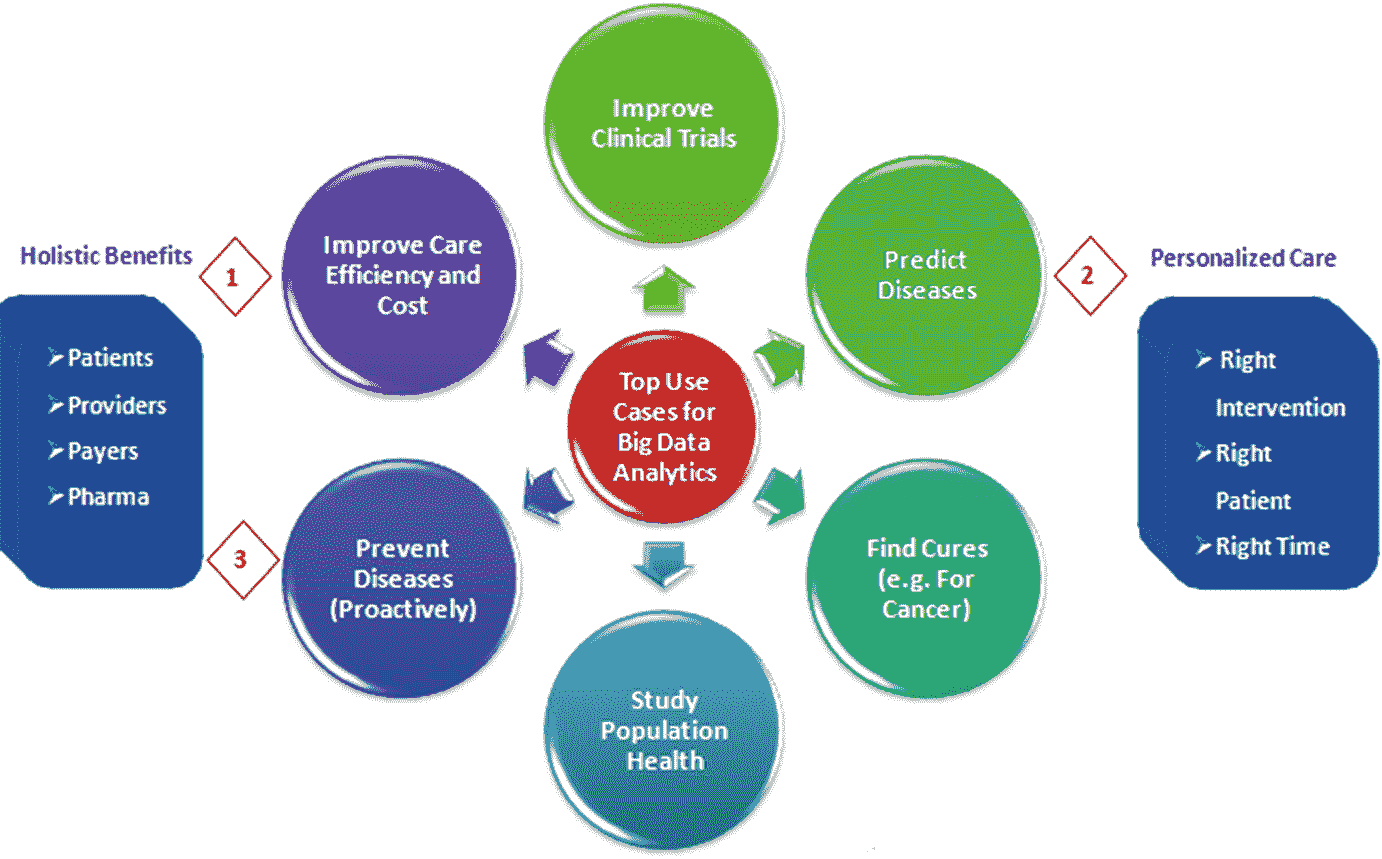 Improve
Clinical Trials
Holistic Benefits
1
Improve Care
Efficiency and
Cost
Predict
Diseases
2
Personalized Care
➢Patients
➢Providers
➢Payers
➢Pharma
Top Use
Cases for
Big Data
Analytics
➢ Right
Intervention
➢Right
Patient
➢Right Time
3
Prevent
Diseases
(Proactively)
Find Cures
(e.g. For
Cancer)
Study
Population
Health